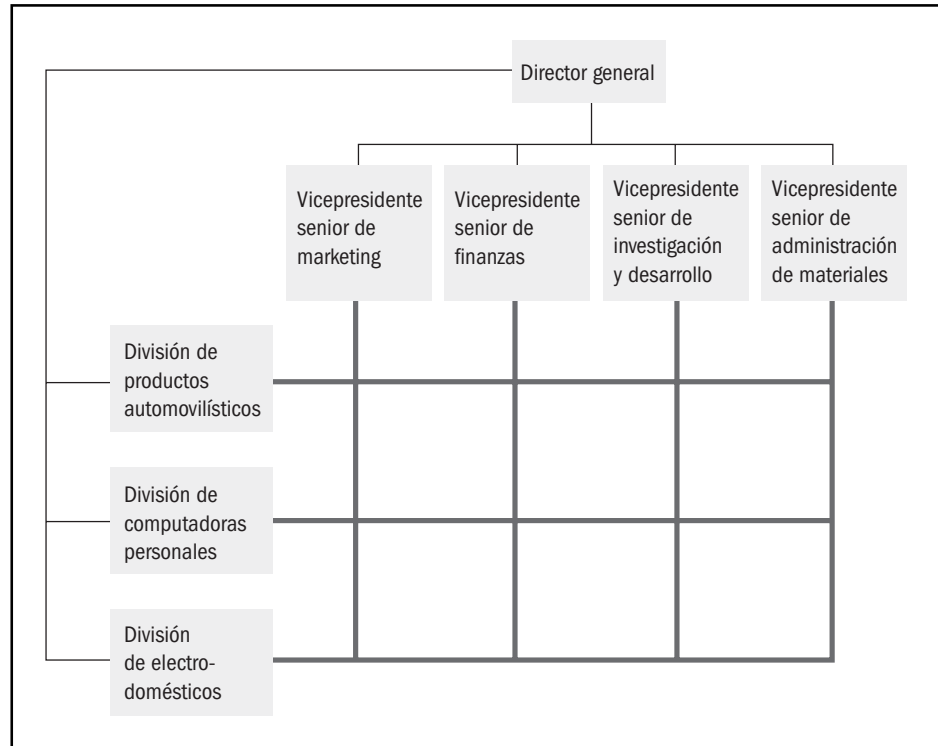 Director general
Vicepresidente
senior de
marketing
Vicepresidente
senior de
finanzas
Vicepresidente
senior de
investigación
y desarrollo
Vicepresidente
senior de
administración
de materiales
División de
productos
automovilísticos
División de
computadoras
personales
División
de electro-
domésticos